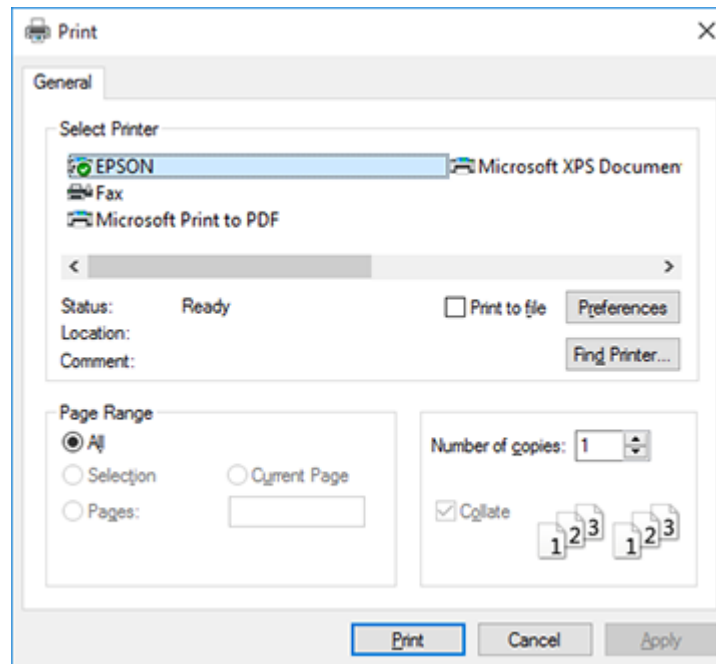 Print
General
Select Printer
EPSON
Microsoft XPS Documen
Fax
Microsoft Print to PDF
Status: Ready
Print to file
Preferences
Location:
Comment:
Find Printer...
Page Range
All
Selection
Current Page
Pages:
Number of copies: 1
Collate
1 2 3 1 2 3
Print Cancel Apply